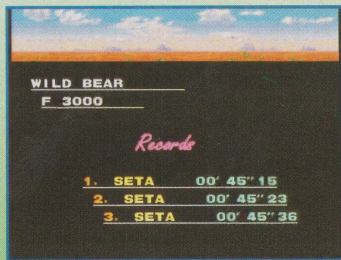 WILD BEAR
F 3000
Records
1. SETA 00' 45" 15
2. SETA 00' 45" 23
3. SETA 00' 45" 36